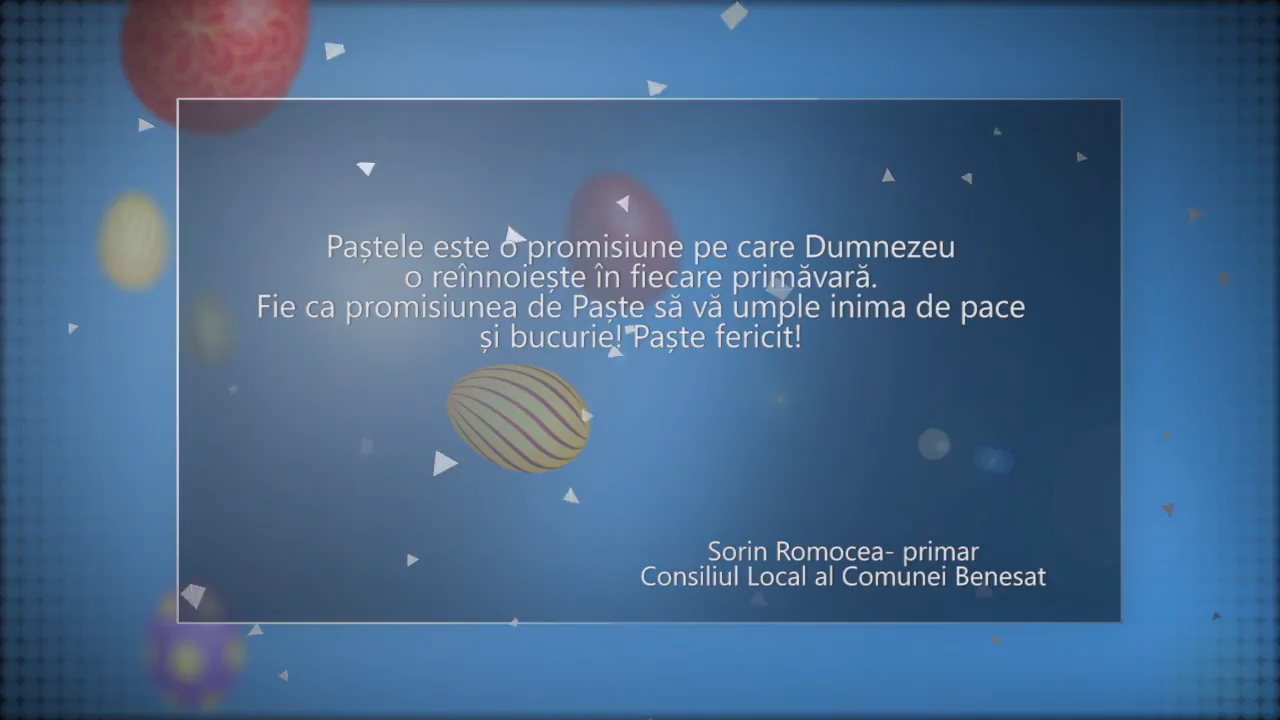 Paștele este o promisiune pe care Dumnezeu
o reînnoiește în fiecare primăvară.
Fie ca promisiunea de Paște să vă umple inima de pace
și bucurie! Paște fericit!
Sorin Romocea- primar
Consiliul Local al Comunei Benesat